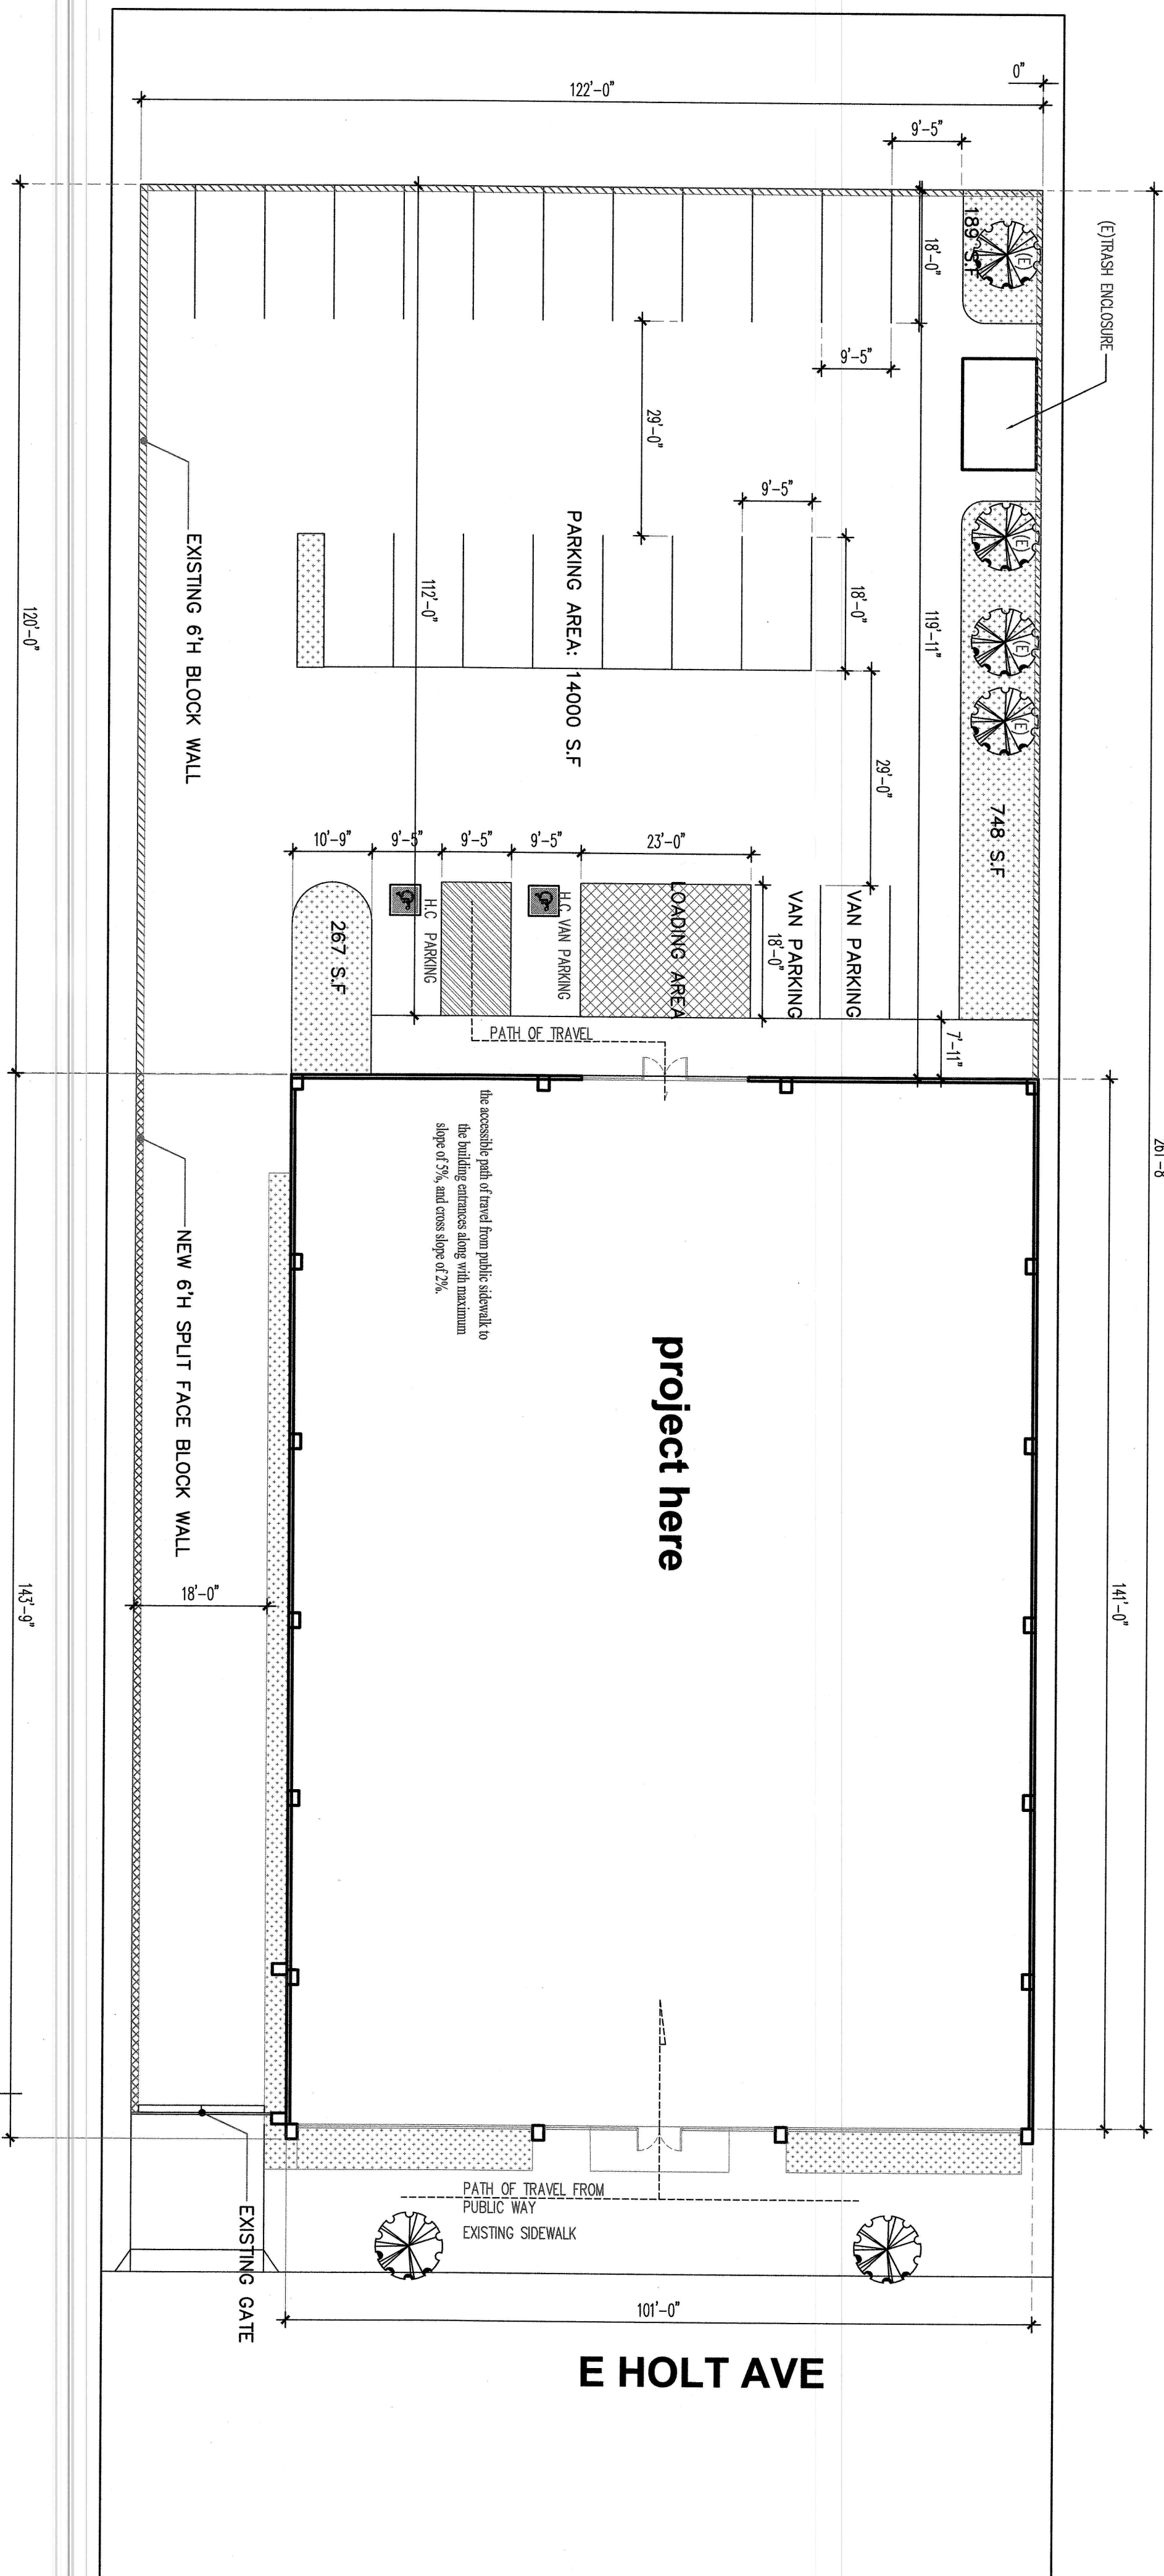 0"
122'-0"
9'-5"
(E)TRASH ENCLOSURE
189 S.F
(E)
18'-0"
9'-5"
29'-0"
9'-5"
(E)
(E)
(E)
18'-0"
119'-11"
112'-0"
PARKING AREA: 14000 S.F
EXISTING 6'H BLOCK WALL
120'-0"
29'-0"
748 S.F
10'-9"
9'-5"
9'-5"
9'-5"
23'-0"
267 S.F
H.C PARKING
H.C VAN PARKING
LOADING AREA
18'-0"
VAN PARKING
VAN PARKING
7'-11"
PATH OF TRAVEL
the accessible path of travel from public sidewalk to
the building entrances along with maximum
slope of 5%, and cross slope of 2%.
project here
NEW 6'H SPLIT FACE BLOCK WALL
18'-0"
143'-9"
141'-0"
PATH OF TRAVEL FROM
PUBLIC WAY
EXISTING SIDEWALK
EXISTING GATE
101'-0"
E HOLT AVE